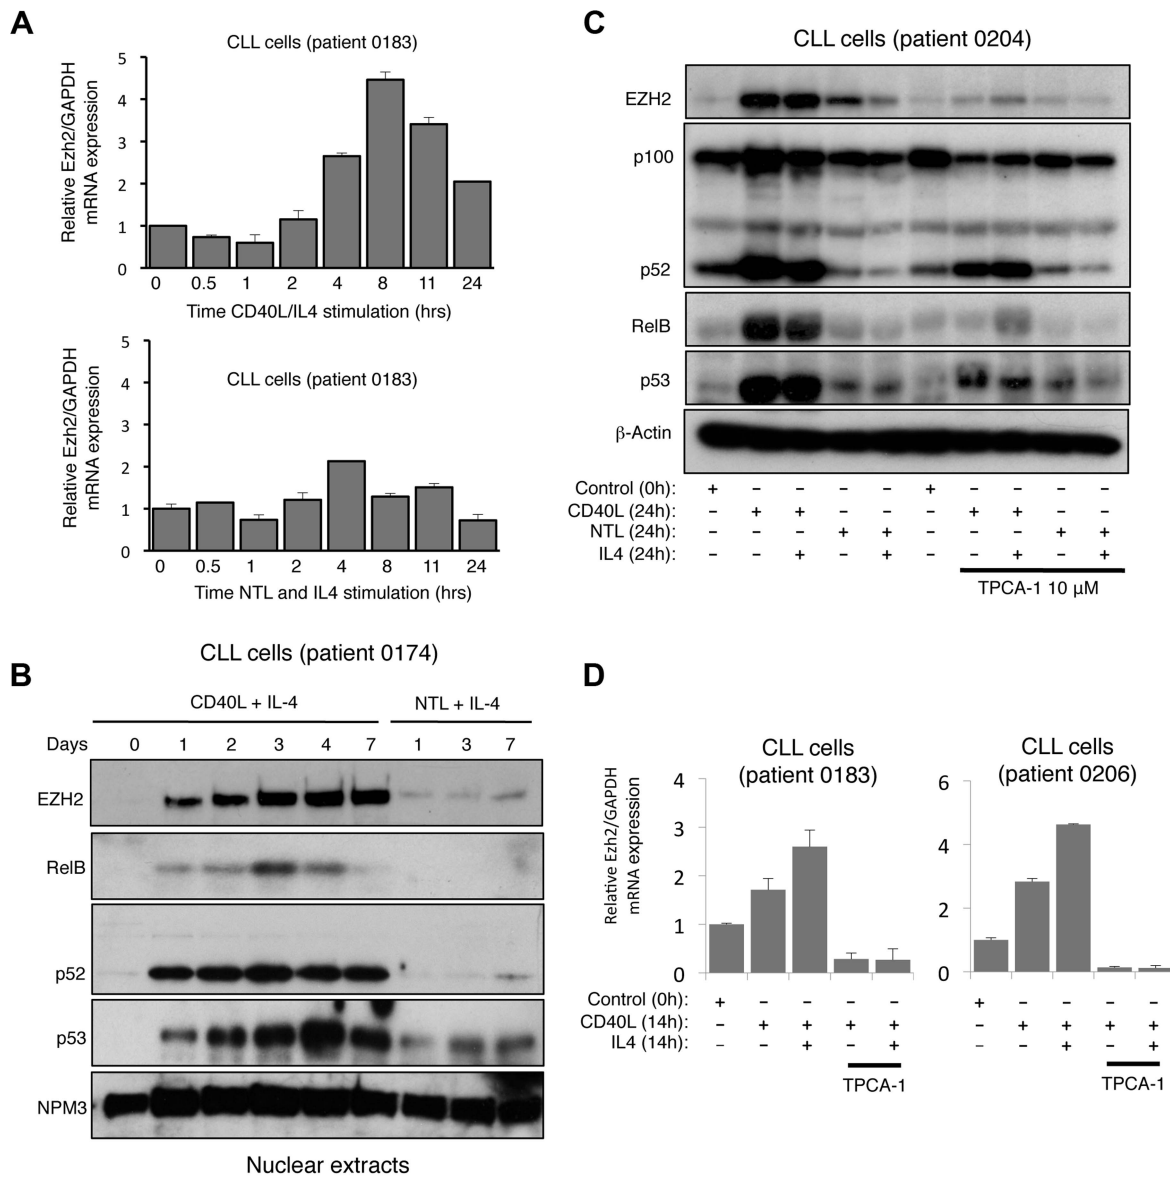 A
CLL cells (patient 0183)
Relative Ezh2/GAPDH
mRNA expression
5
4
3
2
1
0
0 0.5 1 2 4 8 11 24
Time CD40L/IL4 stimulation (hrs)
CLL cells (patient 0183)
Relative Ezh2/GAPDH
mRNA expression
5
4
3
2
1
0
0 0.5 1 2 4 8 11 24
Time NTL and IL4 stimulation (hrs)
B
CLL cells (patient 0174)
CD40L + IL-4 NTL + IL-4
Days 0 1 2 3 4 7 1 3 7
EZH2
RelB
p52
p53
NPM3
Nuclear extracts
C
CLL cells (patient 0204)
EZH2
p100
p52
RelB
p53
β-Actin
Control (0h): + – – – – + – – – –
CD40L (24h): – + + – – – + + – –
NTL (24h): – – – + + – – – + +
IL4 (24h): – – + – + – – + – +
TPCA-1 10 µM
D
CLL cells
(patient 0183)
Relative Ezh2/GAPDH
mRNA expression
4
3
2
1
0
Control (0h): + – – – –
CD40L (14h): – + + + +
IL4 (14h): – – + – +
TPCA-1
CLL cells
(patient 0206)
6
4
2
0
+ – – – –
– + + + +
– – + – +
TPCA-1